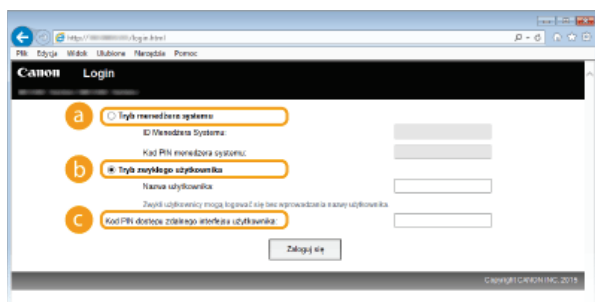 http://
/login.html
Plik Edycja Widok Ulubione Narzędzia Pomoc
Canon Login
a
Tryb menedżera systemu
ID Menedżera Systemu:
Kod PIN menedżera systemu:
b
Tryb zwykłego użytkownika
Nazwa użytkownika:
Zwykli użytkownicy mogą logować się bez wprowadzania nazwy użytkownika.
c
Kod PIN dostępu zdalnego interfejsu użytkownika:
Zaloguj się
Copyright CANON INC. 2015